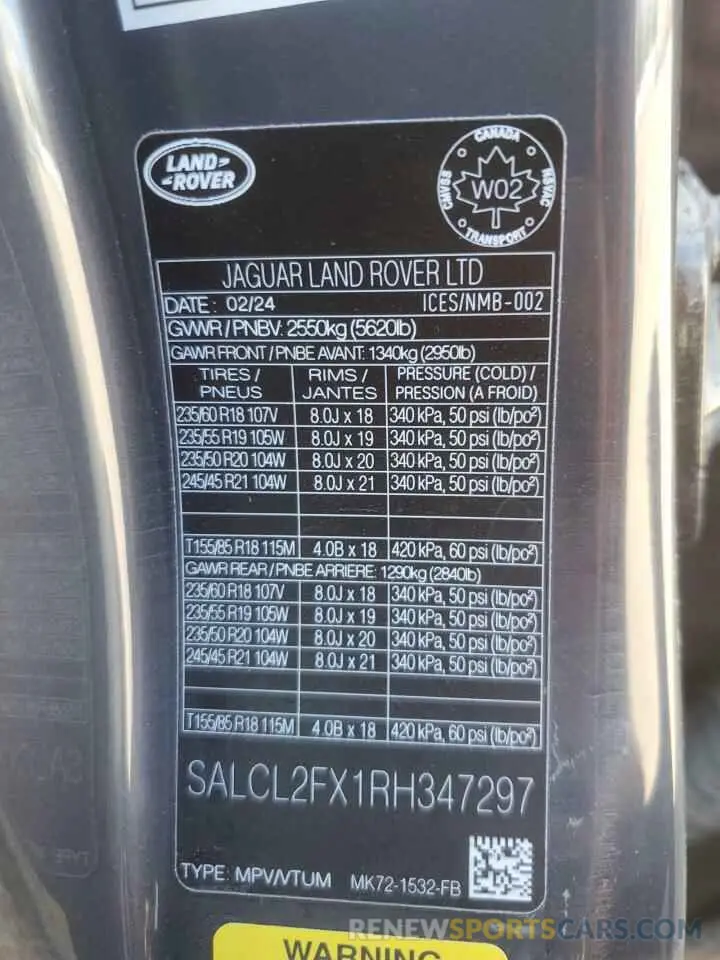 LAND
ROVER
CANADA
CMVSS
W02
NSVAC
TRANSPORT
JAGUAR LAND ROVER LTD
DATE: 02/24 ICES/NMB-002
GVWR/PNBV: 2550kg (5620lb)
GAWR FRONT/PNBE AVANT: 1340kg (2950lb)
TIRES / PNEUS RIMS / JANTES PRESSURE (COLD) / PRESSION (A FROID)
235/60 R18 107V 8.0J x 18 340 kPa, 50 psi (lb/po²)
235/55 R19 105W 8.0J x 19 340 kPa, 50 psi (lb/po²)
235/50 R20 104W 8.0J x 20 340 kPa, 50 psi (lb/po²)
245/45 R21 104W 8.0J x 21 340 kPa, 50 psi (lb/po²)
T155/85 R18 115M 4.0B x 18 420 kPa, 60 psi (lb/po²)
GAWR REAR/PNBE ARRIERE: 1290kg (2840lb)
235/60 R18 107V 8.0J x 18 340 kPa, 50 psi (lb/po²)
235/55 R19 105W 8.0J x 19 340 kPa, 50 psi (lb/po²)
235/50 R20 104W 8.0J x 20 340 kPa, 50 psi (lb/po²)
245/45 R21 104W 8.0J x 21 340 kPa, 50 psi (lb/po²)
T155/85 R18 115M 4.0B x 18 420 kPa, 60 psi (lb/po²)
SALCL2FX1RH347297
TYPE: MPV/VTUM MK72-1532-FB
WARNING
RENEWSPORTSCARS.COM